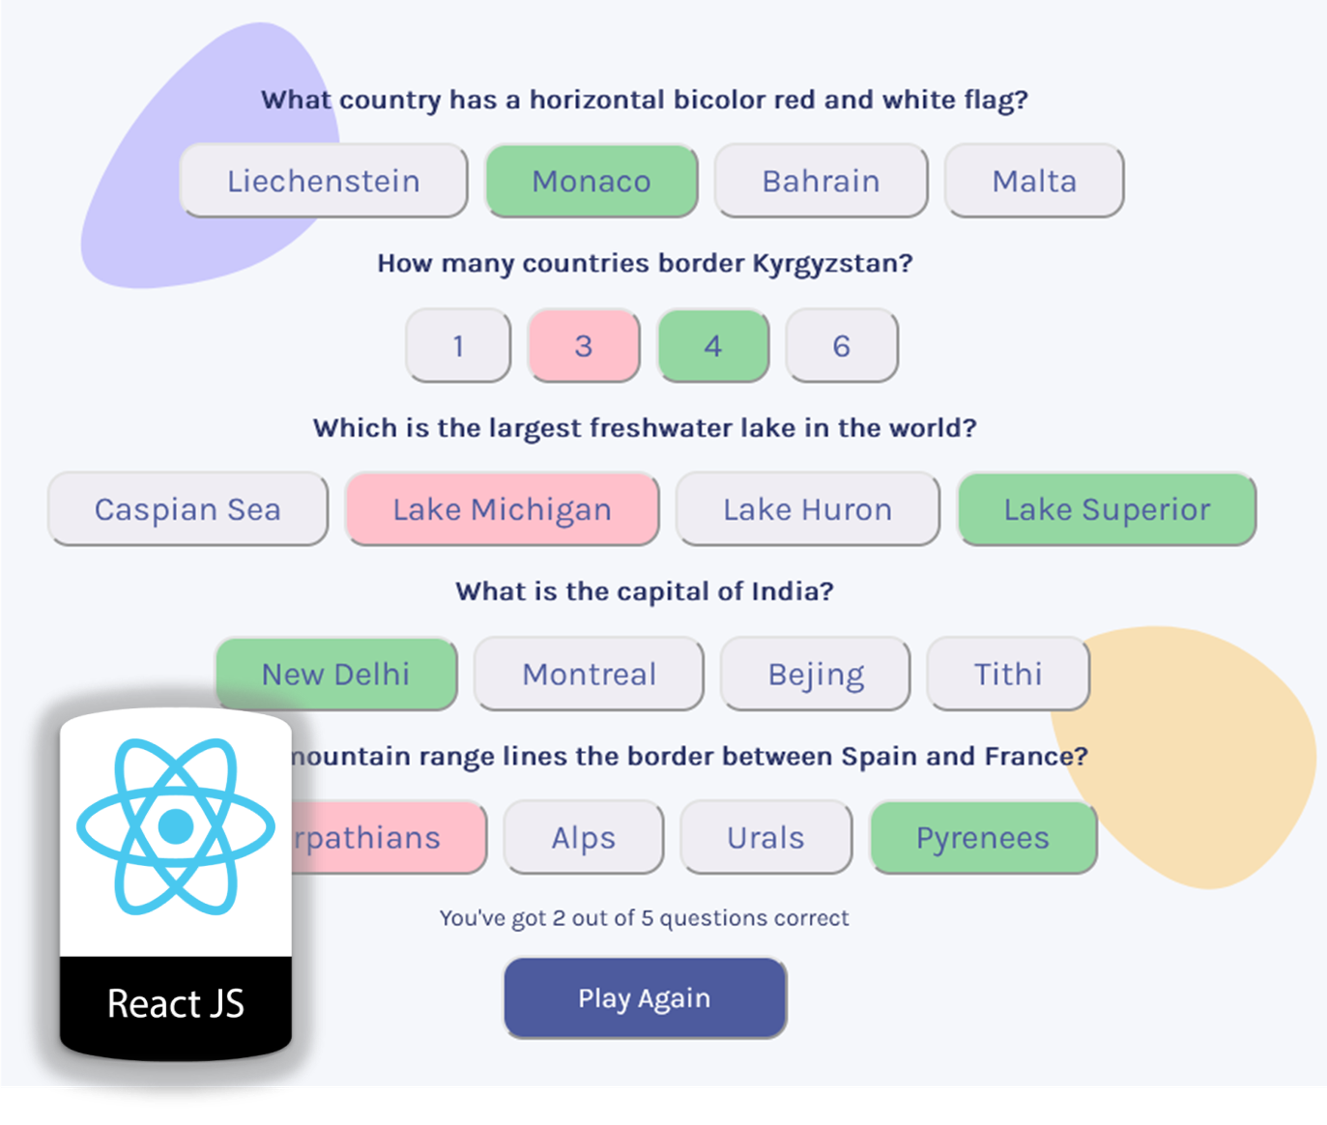 What country has a horizontal bicolor red and white flag?
Liechenstein Monaco Bahrain Malta
How many countries border Kyrgyzstan?
1 3 4 6
Which is the largest freshwater lake in the world?
Caspian Sea Lake Michigan Lake Huron Lake Superior
What is the capital of India?
New Delhi Montreal Bejing Tithi
mountain range lines the border between Spain and France?
rpathians Alps Urals Pyrenees
You've got 2 out of 5 questions correct
Play Again
React JS